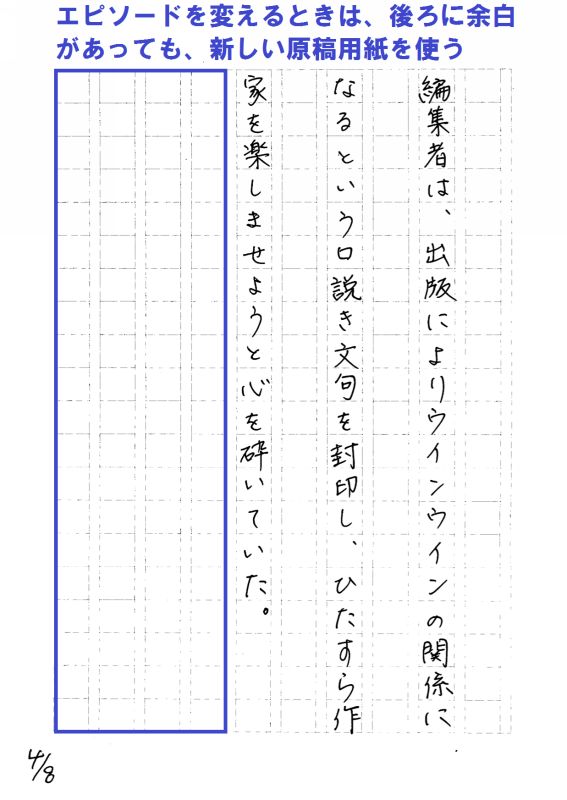 エピソードを変えるときは、後ろに余白
があっても、新しい原稿用紙を使う
編集者は、出版によりウインウインの関係に
なるという口説き文句を封印し、ひたすら作
家を楽しませようと心を砕いていた。
4/8